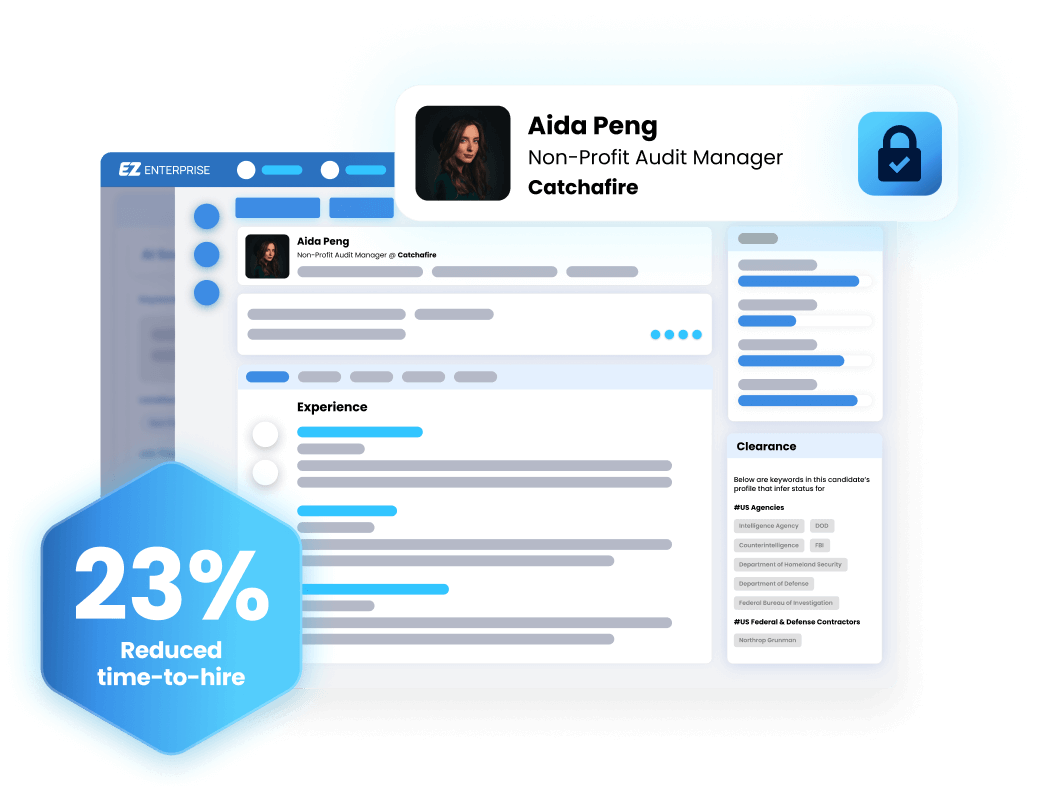 Aida Peng
Non-Profit Audit Manager
Catchafire
EZ ENTERPRISE
Aida Peng
Non-Profit Audit Manager @ Catchafire
Experience
Clearance
Below are keywords in this candidate's
profile that infer status for
#US Agencies
Intelligence Agency DOD
Counterintelligence FBI
Department of Homeland Security
Department of Defense
Federal Bureau of Investigation
#US Federal & Defense Contractors
Northrop Grunman
23%
Reduced
time-to-hire